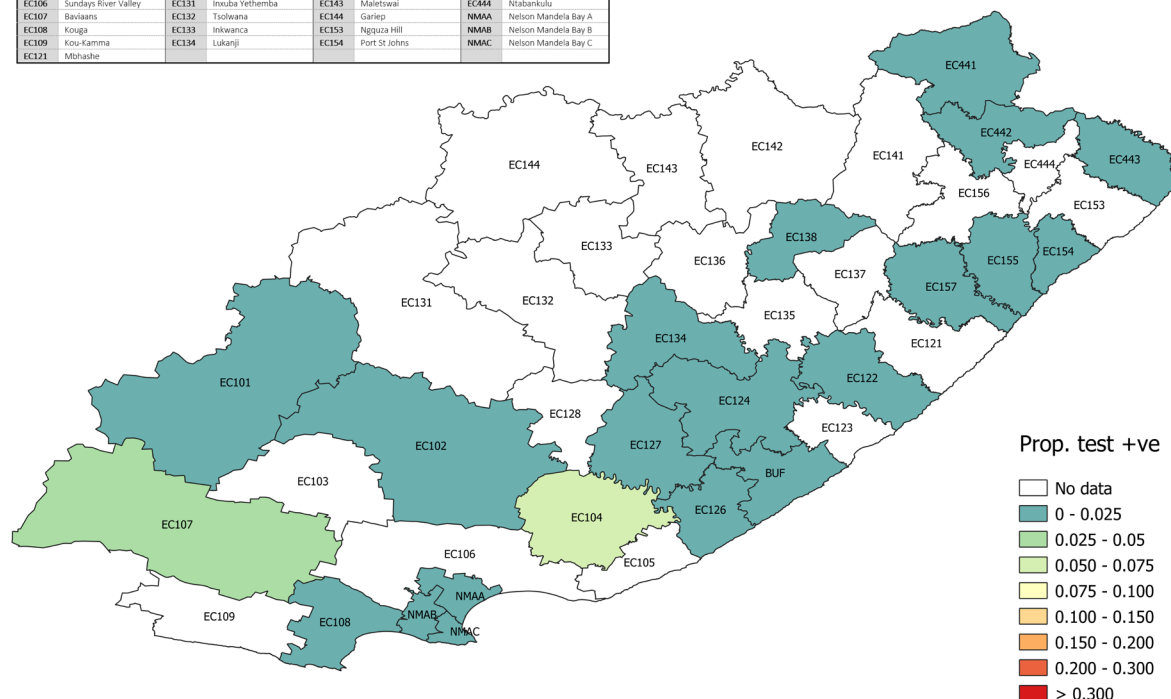 EC106 Sundays River Valley EC131 Inxuba Yethemba EC143 Maletswai EC444 Ntabankulu
EC107 Baviaans EC132 Tsolwana EC144 Gariep NMAA Nelson Mandela Bay A
EC108 Kouga EC133 Inkwanca EC153 Ngquza Hill NMAB Nelson Mandela Bay B
EC109 Kou-Kamma EC134 Lukanji EC154 Port St Johns NMAC Nelson Mandela Bay C
EC121 Mbhashe
EC441
EC442
EC443
EC444
EC141
EC142
EC143
EC144
EC156
EC153
EC133
EC138
EC136
EC137
EC155
EC154
EC157
EC131
EC132
EC135
EC121
EC134
EC101
EC122
EC124
EC128
EC123
EC102
EC127
BUF
EC103
EC126
EC104
EC107
EC106
EC105
EC109
EC108
NMAA
NMAB
NMAC
Prop. test +ve
No data
0 - 0.025
0.025 - 0.05
0.050 - 0.075
0.075 - 0.100
0.100 - 0.150
0.150 - 0.200
0.200 - 0.300
> 0.300